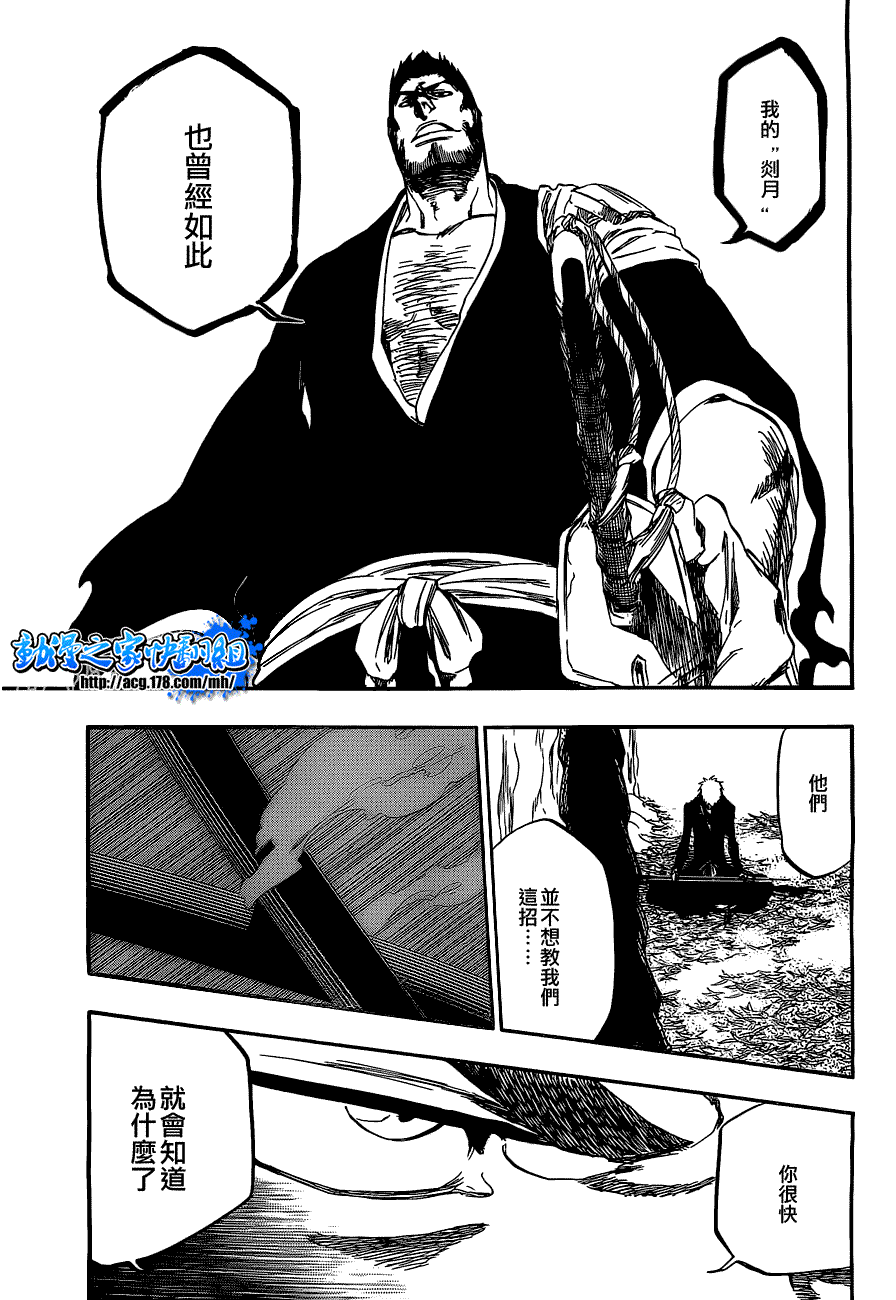 我的”剡月“
也曾經如此
動漫之家快翻組
http://acg.178.com/mh/
他們
並不想教我們
這招……
你很快
就會知道
為什麼了